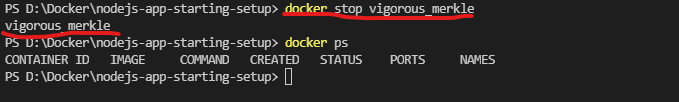 PS D:\Docker\nodejs-app-starting-setup> docker stop vigorous_merkle
vigorous_merkle
PS D:\Docker\nodejs-app-starting-setup> docker ps
CONTAINER ID   IMAGE     COMMAND   CREATED   STATUS    PORTS     NAMES
PS D:\Docker\nodejs-app-starting-setup>